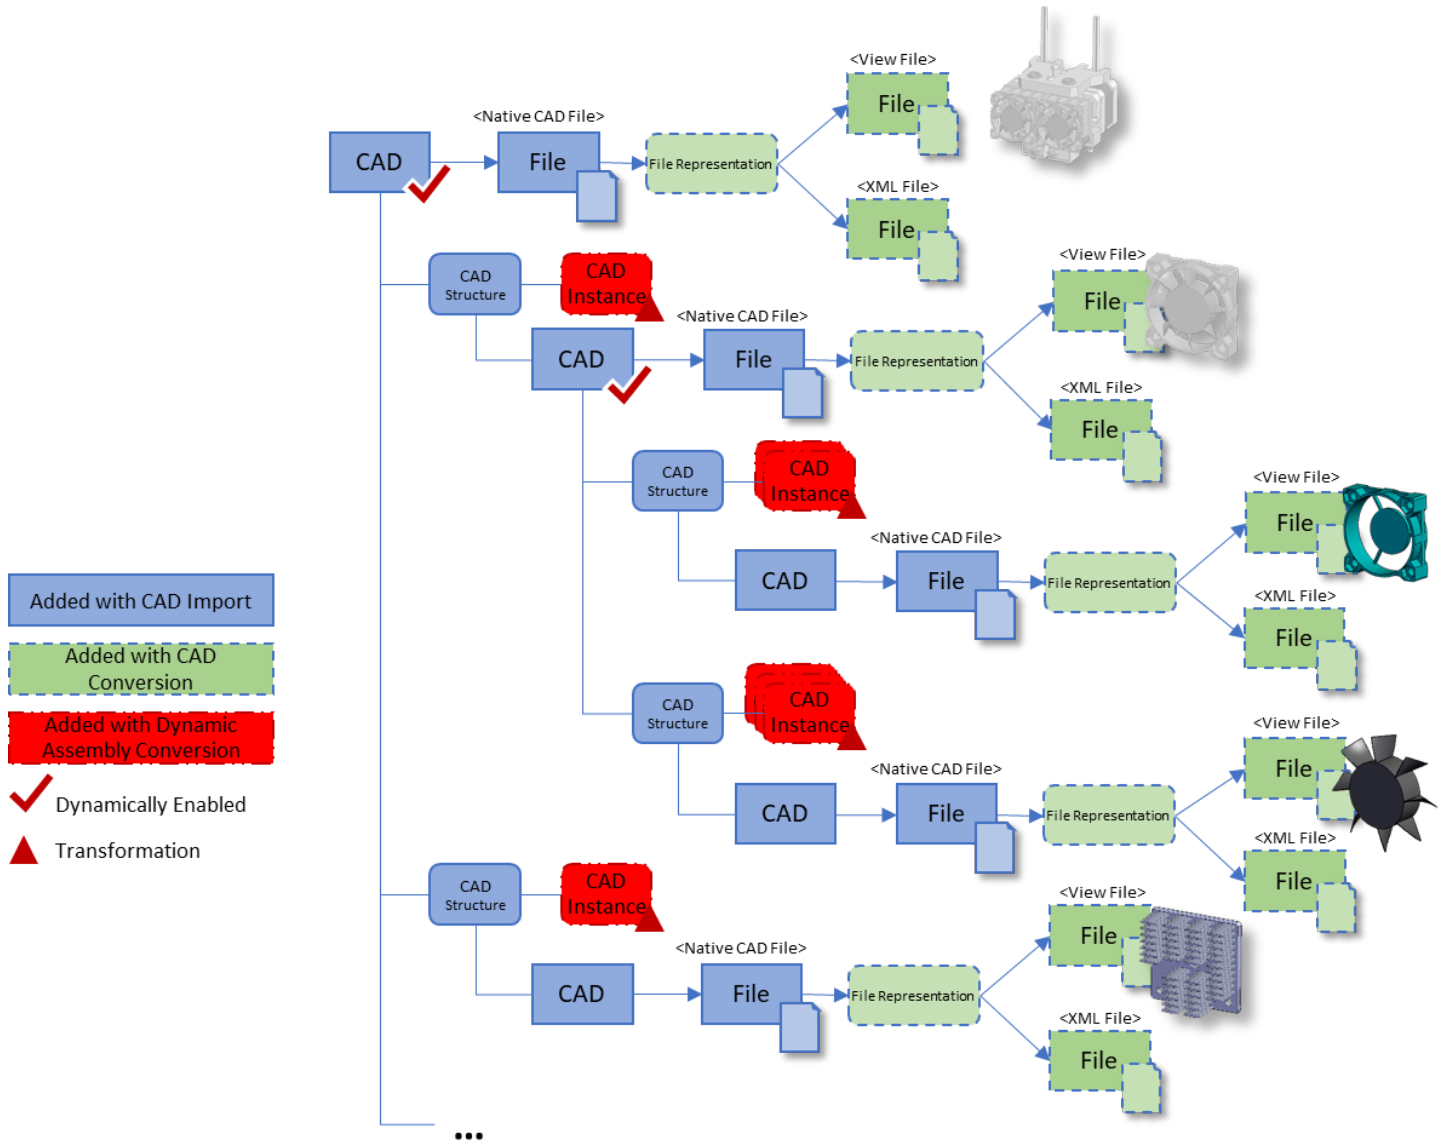 <View File>
File
<Native CAD File>
CAD
File
File Representation
<XML File>
File
CAD
Structure
CAD
Instance
<View File>
File
<Native CAD File>
CAD
File
File Representation
<XML File>
File
CAD
Structure
CAD
Instance
<View File>
File
<Native CAD File>
CAD
File
File Representation
<XML File>
File
CAD
Structure
CAD
Instance
<View File>
File
<Native CAD File>
CAD
File
File Representation
<XML File>
File
CAD
Structure
CAD
Instance
<View File>
File
<Native CAD File>
CAD
File
File Representation
<XML File>
File
...
Added with CAD Import
Added with CAD
Conversion
Added with Dynamic
Assembly Conversion
Dynamically Enabled
Transformation